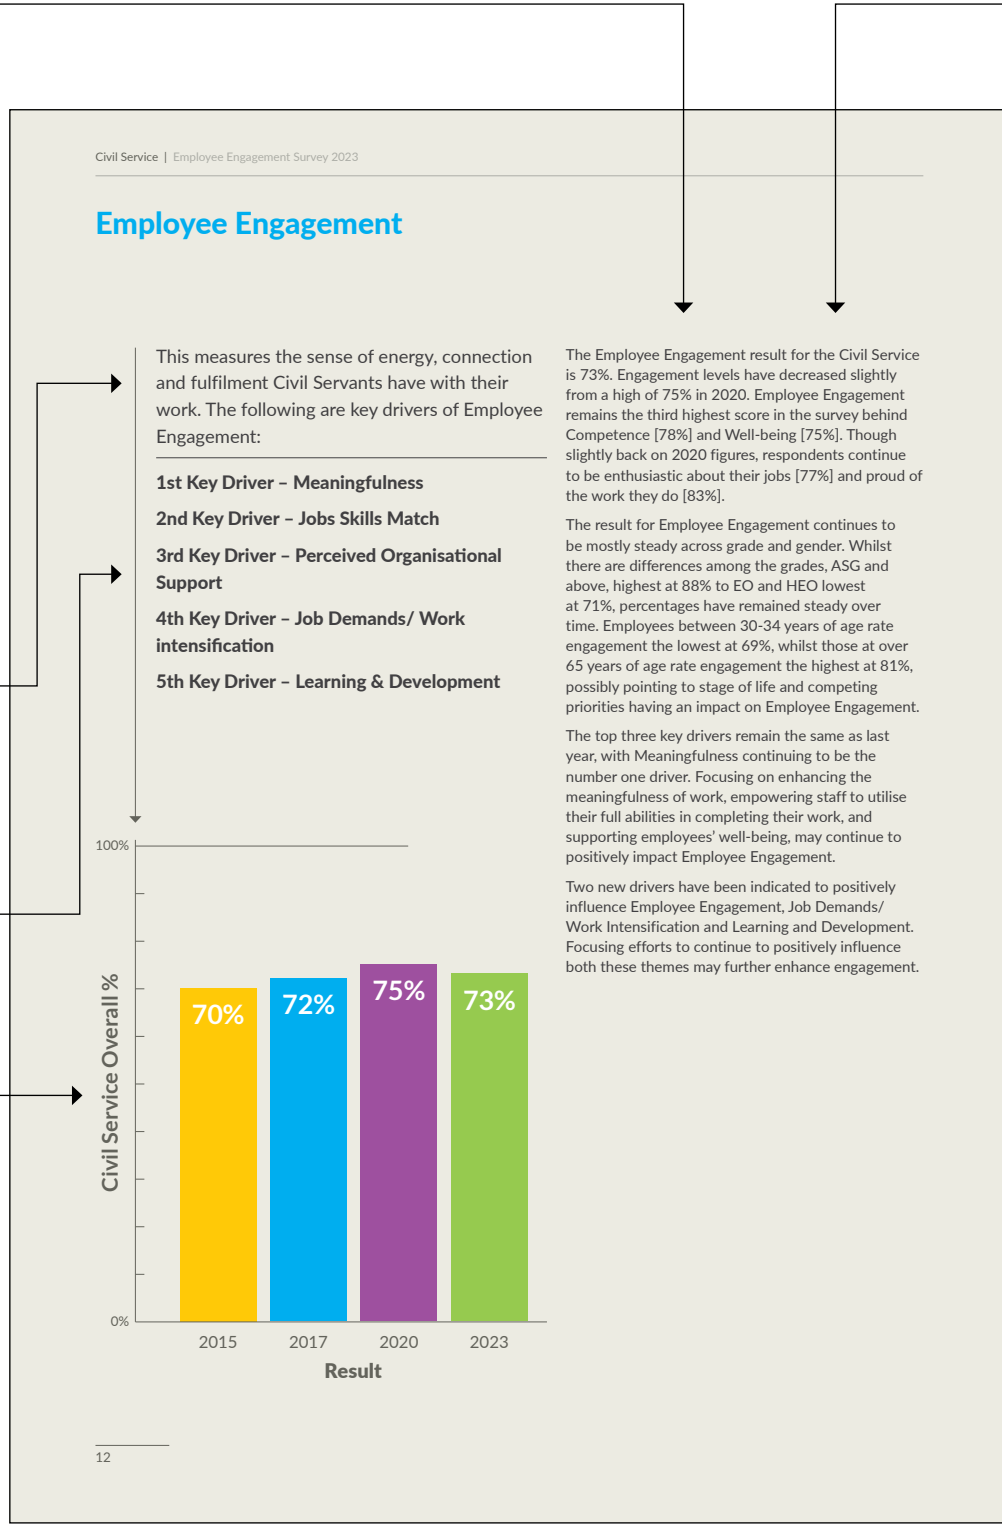 Civil Service | Employee Engagement Survey 2023
Employee Engagement
This measures the sense of energy, connection
and fulfilment Civil Servants have with their
work. The following are key drivers of Employee
Engagement:
1st Key Driver – Meaningfulness
2nd Key Driver – Jobs Skills Match
3rd Key Driver – Perceived Organisational
Support
4th Key Driver – Job Demands/ Work
intensification
5th Key Driver – Learning & Development
The Employee Engagement result for the Civil Service
is 73%. Engagement levels have decreased slightly
from a high of 75% in 2020. Employee Engagement
remains the third highest score in the survey behind
Competence [78%] and Well-being [75%]. Though
slightly back on 2020 figures, respondents continue
to be enthusiastic about their jobs [77%] and proud of
the work they do [83%].
The result for Employee Engagement continues to
be mostly steady across grade and gender. Whilst
there are differences among the grades, ASG and
above, highest at 88% to EO and HEO lowest
at 71%, percentages have remained steady over
time. Employees between 30-34 years of age rate
engagement the lowest at 69%, whilst those at over
65 years of age rate engagement the highest at 81%,
possibly pointing to stage of life and competing
priorities having an impact on Employee Engagement.
The top three key drivers remain the same as last
year, with Meaningfulness continuing to be the
number one driver. Focusing on enhancing the
meaningfulness of work, empowering staff to utilise
their full abilities in completing their work, and
supporting employees’ well-being, may continue to
positively impact Employee Engagement.
Two new drivers have been indicated to positively
influence Employee Engagement, Job Demands/
Work Intensification and Learning and Development.
Focusing efforts to continue to positively influence
both these themes may further enhance engagement.
100%
Civil Service Overall %
70%
72%
75%
73%
0%
2015
2017
2020
2023
Result
12